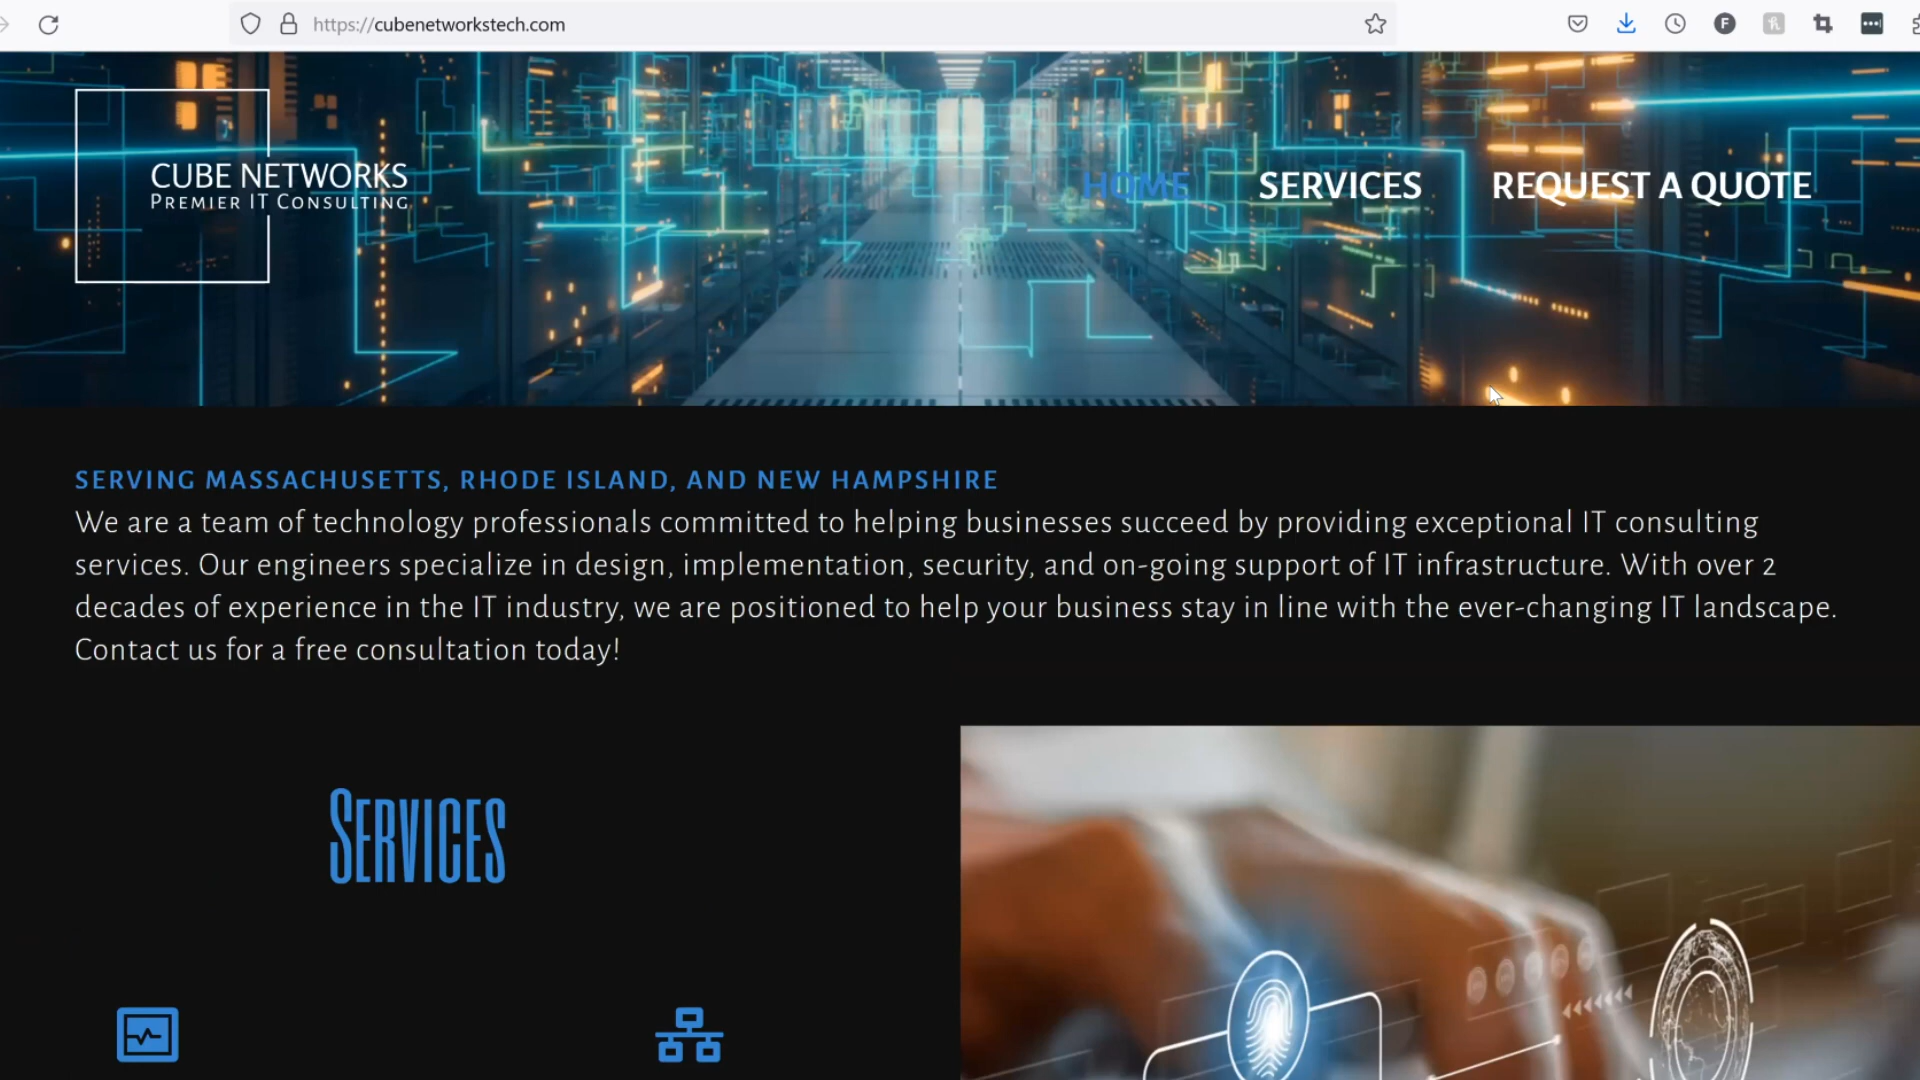 https://cubenetworkstech.com
CUBE NETWORKS
PREMIER IT CONSULTING
HOME
SERVICES
REQUEST A QUOTE
SERVING MASSACHUSETTS, RHODE ISLAND, AND NEW HAMPSHIRE
We are a team of technology professionals committed to helping businesses succeed by providing exceptional IT consulting
services. Our engineers specialize in design, implementation, security, and on-going support of IT infrastructure. With over 2
decades of experience in the IT industry, we are positioned to help your business stay in line with the ever-changing IT landscape.
Contact us for a free consultation today!
SERVICES